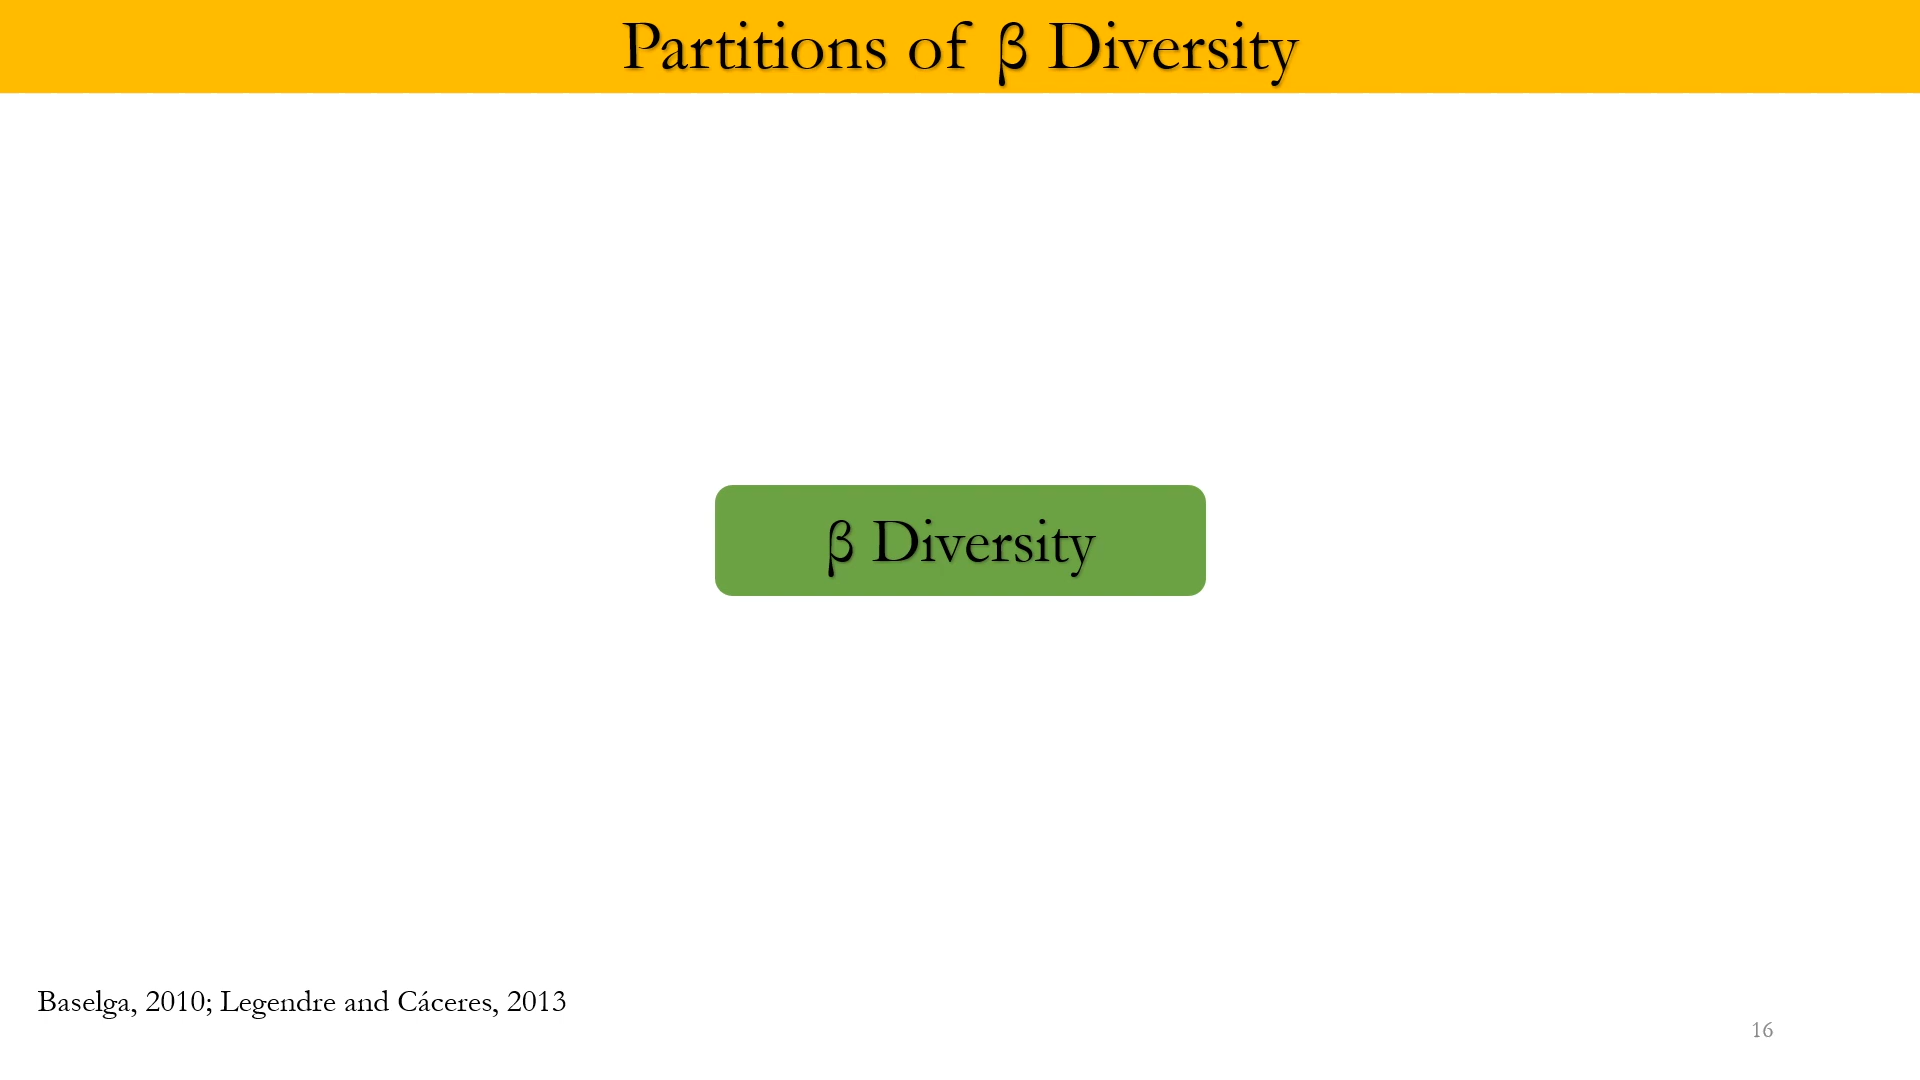 Partitions of β Diversity
β Diversity
Baselga, 2010; Legendre and Cáceres, 2013
16